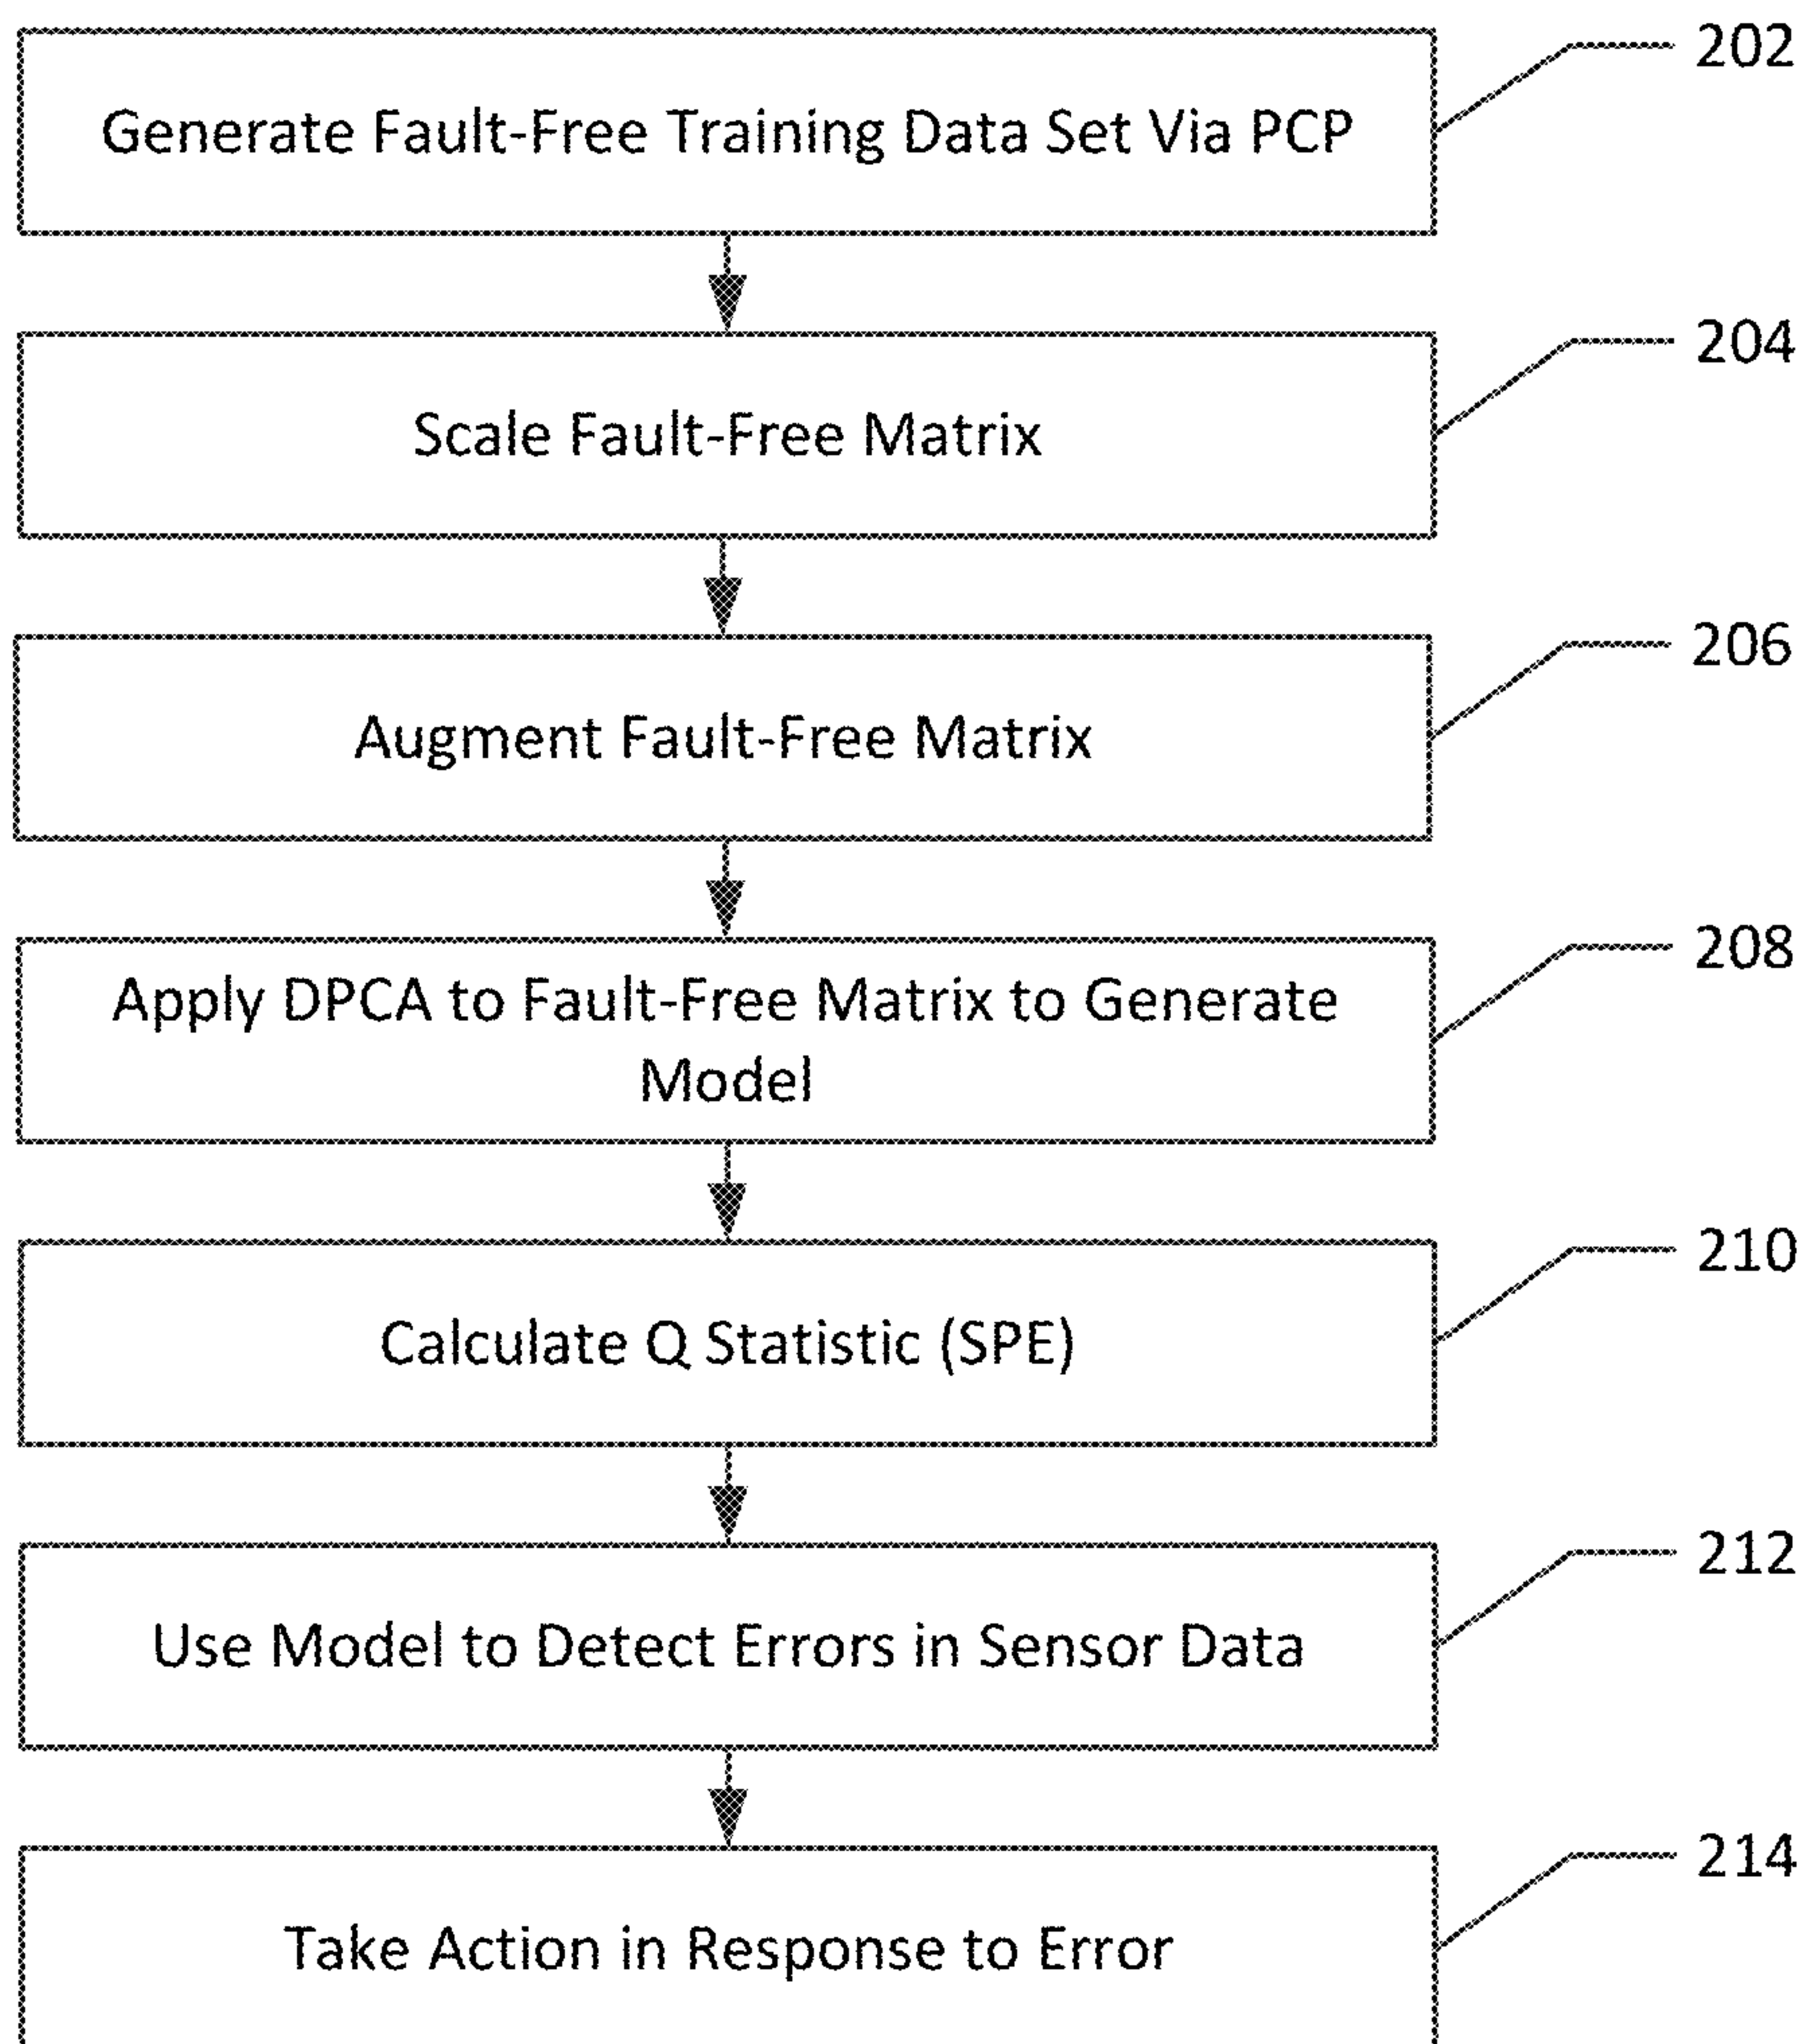 202
Generate Fault-Free Training Data Set Via PCP
204
Scale Fault-Free Matrix
206
Augment Fault-Free Matrix
208
Apply DPCA to Fault-Free Matrix to Generate
Model
210
Calculate Q Statistic (SPE)
212
Use Model to Detect Errors in Sensor Data
214
Take Action in Response to Error